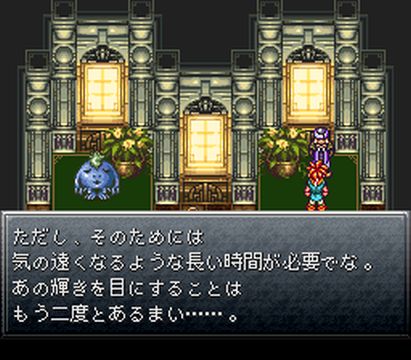 ただし、そのためには
気の遠くなるような長い時間が必要でな。
あの輝きを目にすることは
もう二度とあるまい……。